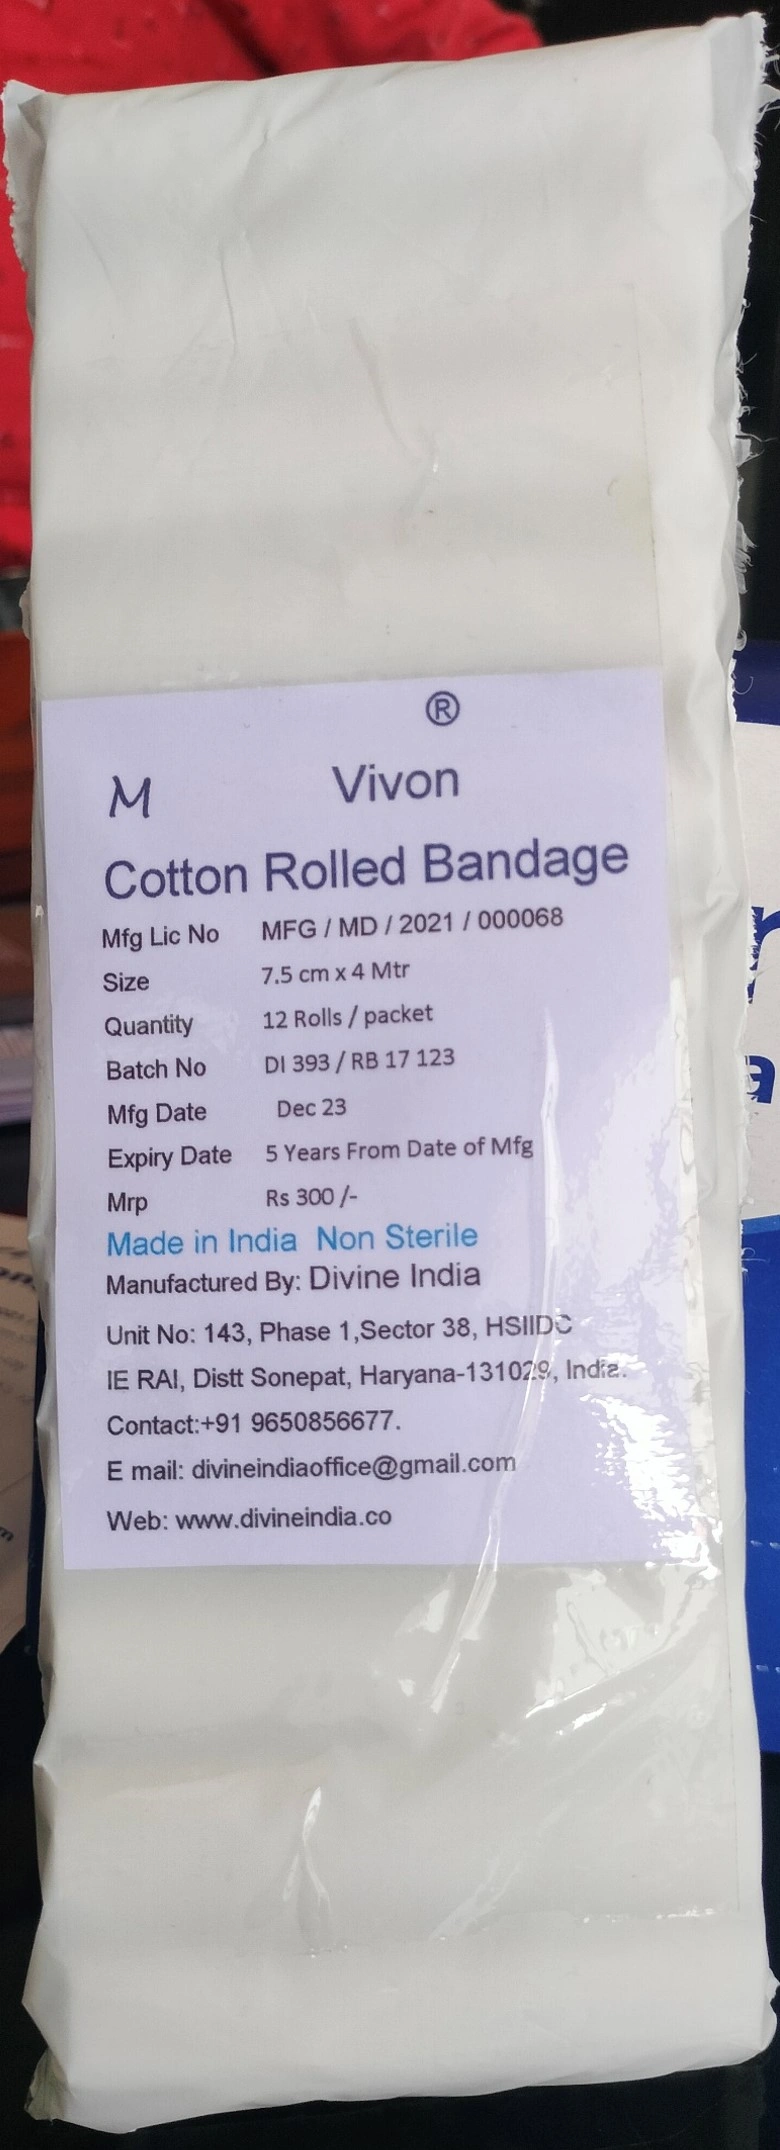 ®
M Vivon
Cotton Rolled Bandage
Mfg Lic No MFG / MD / 2021 / 000068
Size 7.5 cm x 4 Mtr
Quantity 12 Rolls / packet
Batch No DI 393 / RB 17 123
Mfg Date Dec 23
Expiry Date 5 Years From Date of Mfg
Mrp Rs 300 /-
Made in India Non Sterile
Manufactured By: Divine India
Unit No: 143, Phase 1,Sector 38, HSIIDC
IE RAI, Distt Sonepat, Haryana-131029, India.
Contact:+91 9650856677.
E mail: divineindiaoffice@gmail.com
Web: www.divineindia.co